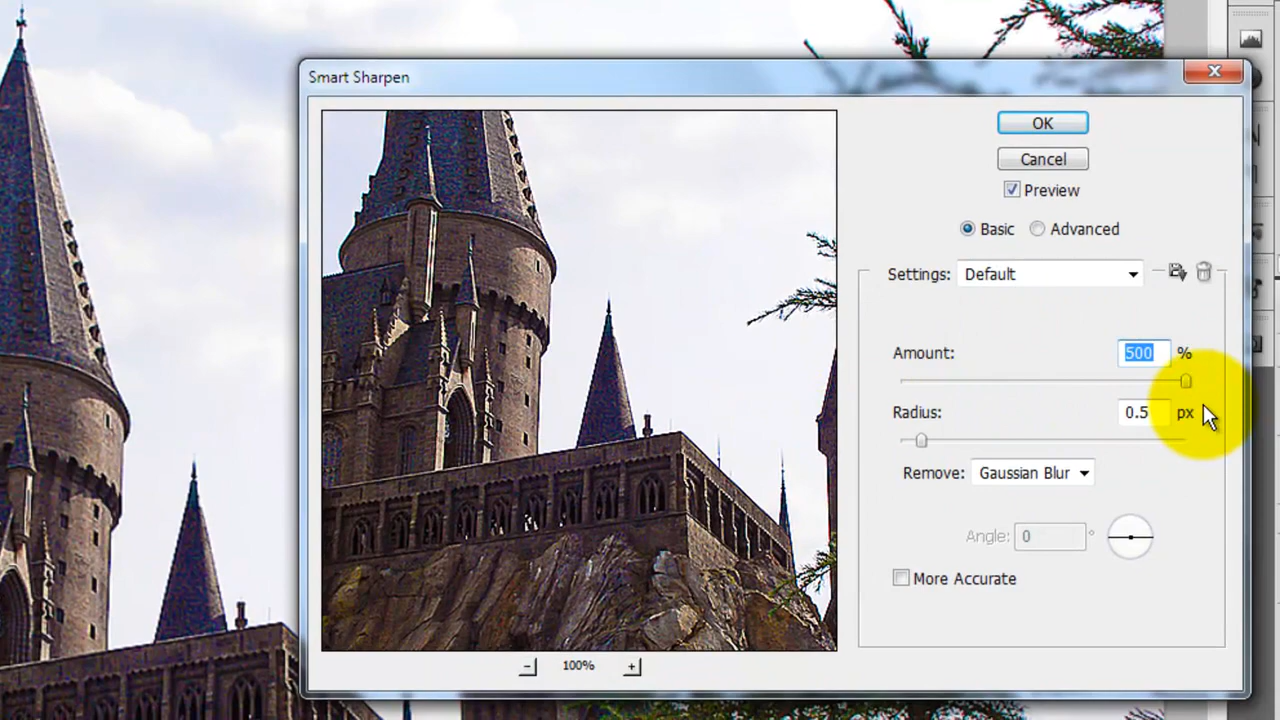 Smart Sharpen
OK
Cancel
Preview
Basic Advanced
Settings: Default
Amount: 500 %
Radius: 0.5 px
Remove: Gaussian Blur
Angle: 0 °
More Accurate
100%